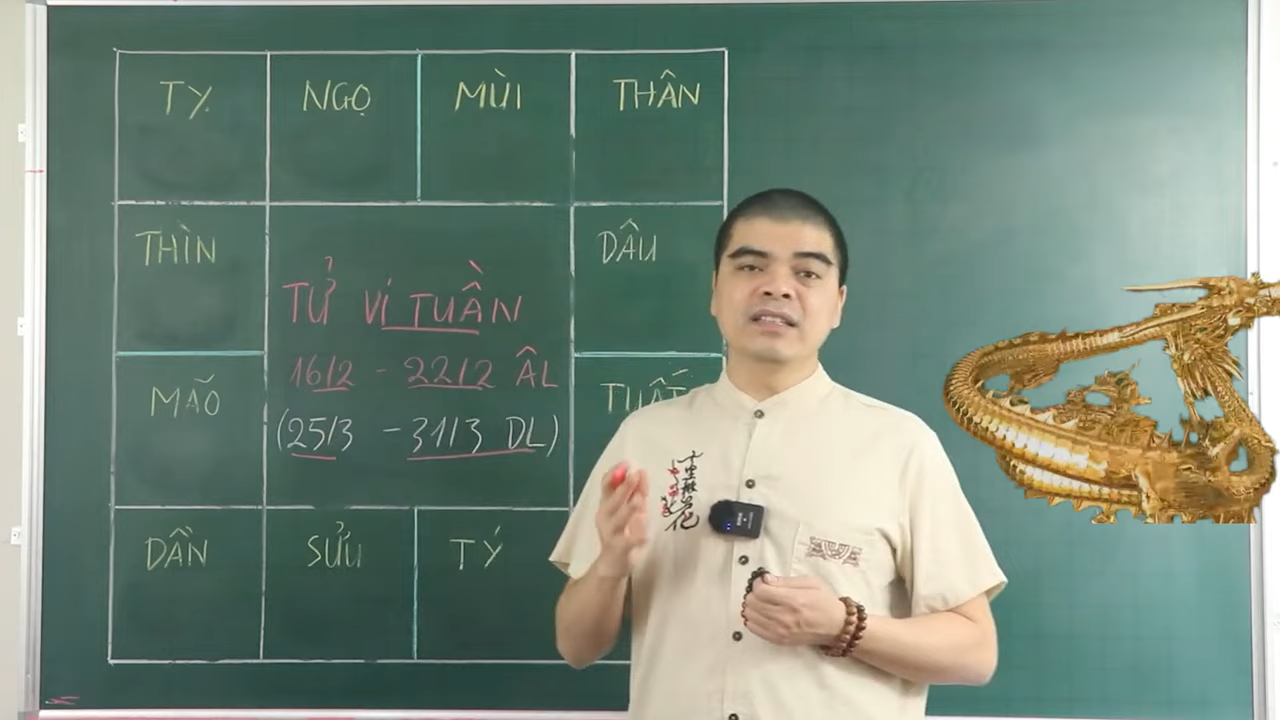 TỴ NGỌ MÙI THÂN
THÌN DẬU
TỬ VI TUẦN
16/2 - 22/2 ÂL
MÃO TUẤT
(25/3 - 31/3 DL)
DẦN SỬU TÝ